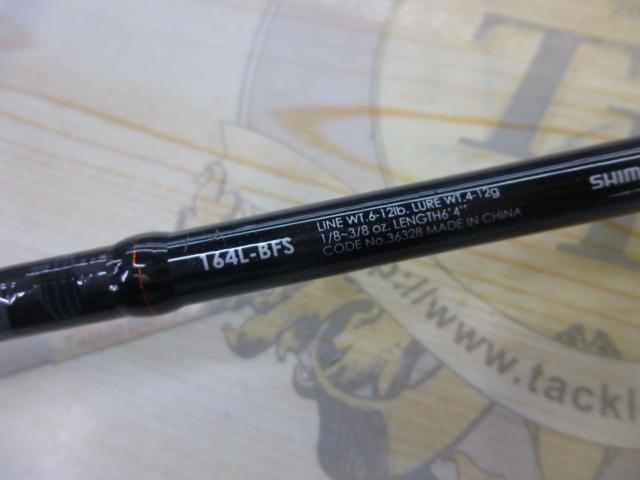 164L-BFS
LINE WT.6-12lb. LURE WT.4-12g
1/8-3/8 oz. LENGTH6'4"
CODE No.36328 MADE IN CHINA
SHIM
http://www.tackl